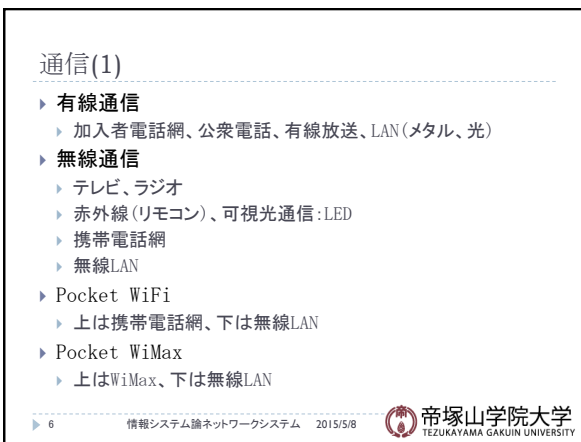 通信(1)
有線通信
加入者電話網、公衆電話、有線放送、LAN(メタル、光)
無線通信
テレビ、ラジオ
赤外線(リモコン)、可視光通信:LED
携帯電話網
無線LAN
Pocket WiFi
上は携帯電話網、下は無線LAN
Pocket WiMax
上はWiMax、下は無線LAN
6 情報システム論ネットワークシステム 2015/5/8
帝塚山学院大学
TEZUKAYAMA GAKUIN UNIVERSITY